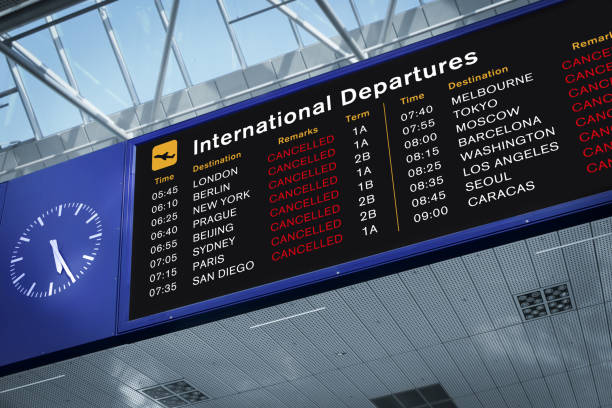 International Departures
Time Destination Remarks Term
05:45 LONDON CANCELLED 1A
06:10 BERLIN CANCELLED 1A
06:25 NEW YORK CANCELLED 2B
06:40 PRAGUE CANCELLED 1A
06:55 BEIJING CANCELLED 1B
07:05 SYDNEY CANCELLED 2B
07:15 PARIS CANCELLED 2B
07:35 SAN DIEGO CANCELLED 1A
Time Destination Remarks
07:40 MELBOURNE
07:55 TOKYO
08:00 MOSCOW
08:15 BARCELONA
08:25 WASHINGTON
08:35 LOS ANGELES
08:45 SEOUL
09:00 CARACAS